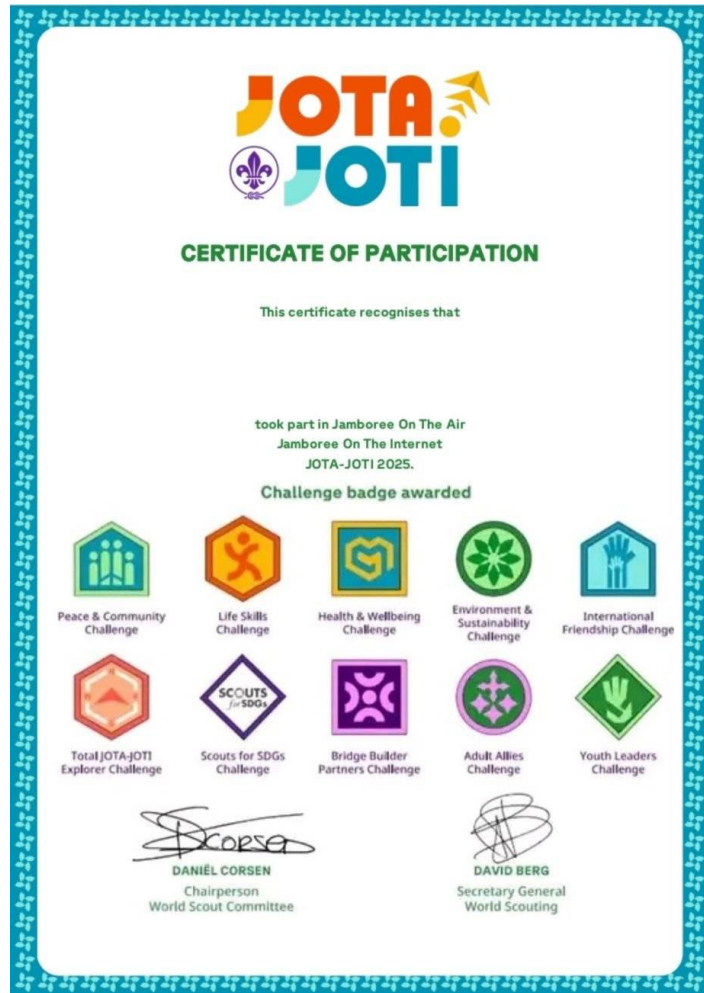 JOTA
JOTI
CERTIFICATE OF PARTICIPATION
This certificate recognises that
took part in Jamboree On The Air
Jamboree On The Internet
JOTA-JOTI 2025.
Challenge badge awarded
Peace & Community
Challenge
Life Skills
Challenge
Health & Wellbeing
Challenge
Environment &
Sustainability
Challenge
International
Friendship Challenge
SCOUTS
for SDGs
Total JOTA-JOTI
Explorer Challenge
Scouts for SDGs
Challenge
Bridge Builder
Partners Challenge
Adult Allies
Challenge
Youth Leaders
Challenge
DCORSEN
DANIËL CORSEN
Chairperson
World Scout Committee
DAVID BERG
Secretary General
World Scouting